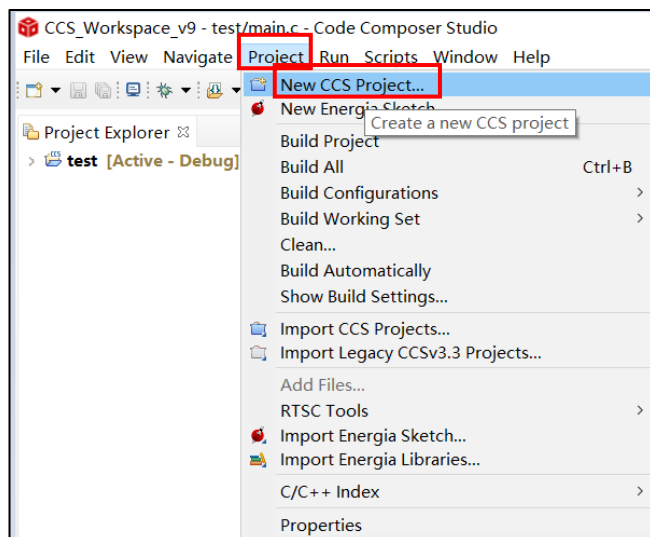 CCS_Workspace_v9 - test/main.c - Code Composer Studio
File Edit View Navigate Project Run Scripts Window Help
New CCS Project...
New Energia Sketch
Create a new CCS project
Project Explorer
test [Active - Debug]
Build Project
Build All Ctrl+B
Build Configurations
Build Working Set
Clean...
Build Automatically
Show Build Settings...
Import CCS Projects...
Import Legacy CCSv3.3 Projects...
Add Files...
RTSC Tools
Import Energia Sketch...
Import Energia Libraries...
C/C++ Index
Properties